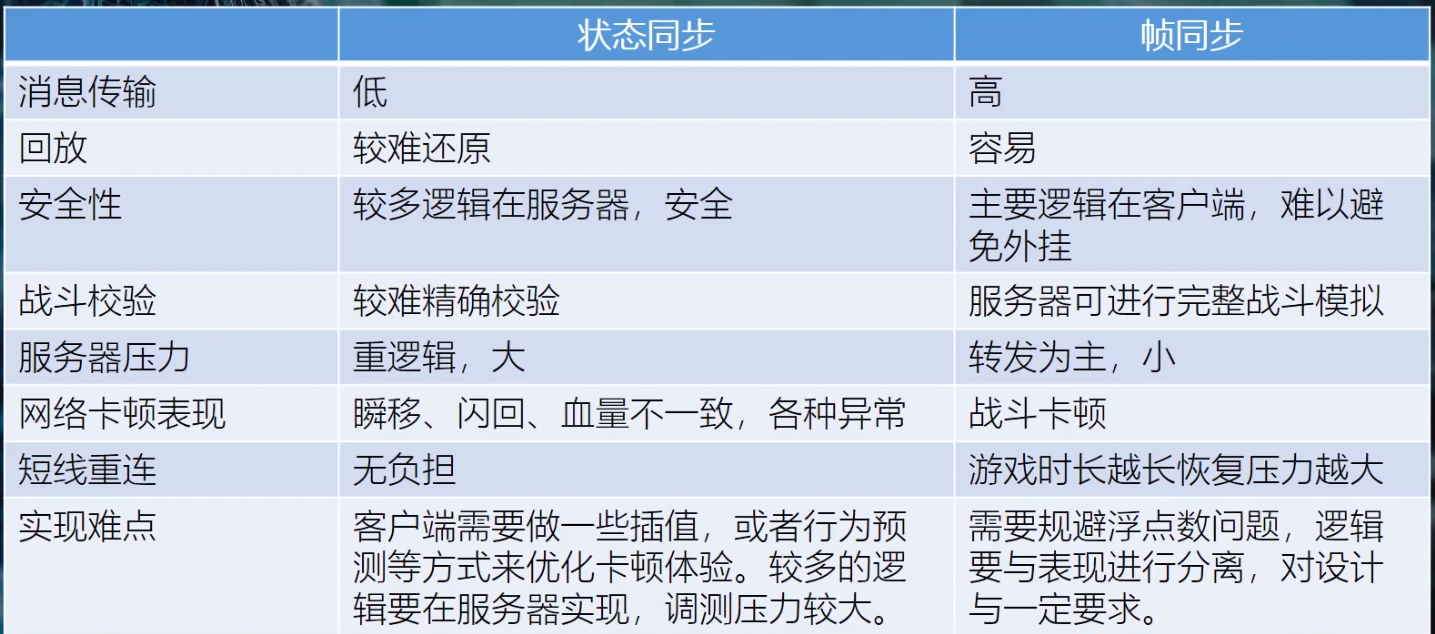 状态同步
帧同步
消息传输
低
高
回放
较难还原
容易
安全性
较多逻辑在服务器，安全
主要逻辑在客户端，难以避
免外挂
战斗校验
较难精确校验
服务器可进行完整战斗模拟
服务器压力
重逻辑，大
转发为主，小
网络卡顿表现
瞬移、闪回、血量不一致，各种异常
战斗卡顿
短线重连
无负担
游戏时长越长恢复压力越大
实现难点
客户端需要做一些插值，或者行为预
测等方式来优化卡顿体验。较多的逻
辑要在服务器实现，调测压力较大。
需要规避浮点数问题，逻辑
要与表现进行分离，对设计
与一定要求。